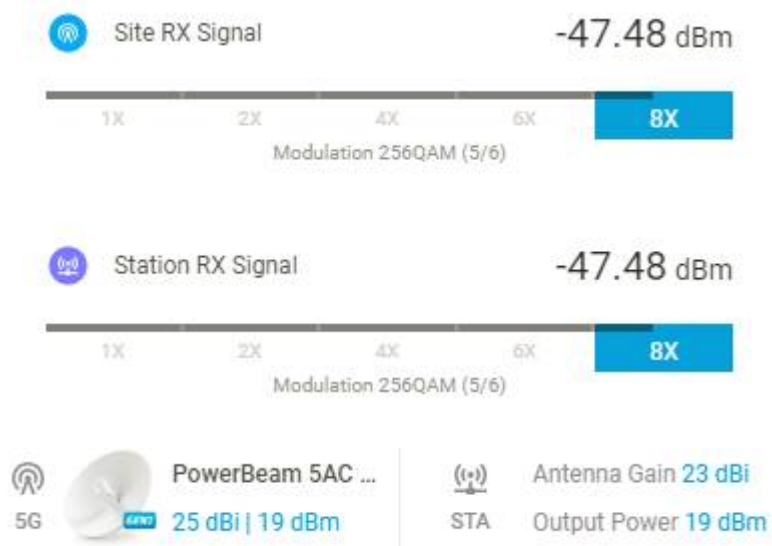 Site RX Signal -47.48 dBm
1X 2X 4X 6X 8X
Modulation 256QAM (5/6)
Station RX Signal -47.48 dBm
1X 2X 4X 6X 8X
Modulation 256QAM (5/6)
PowerBeam 5AC ... Antenna Gain 23 dBi
5G GEN2 25 dBi | 19 dBm STA Output Power 19 dBm